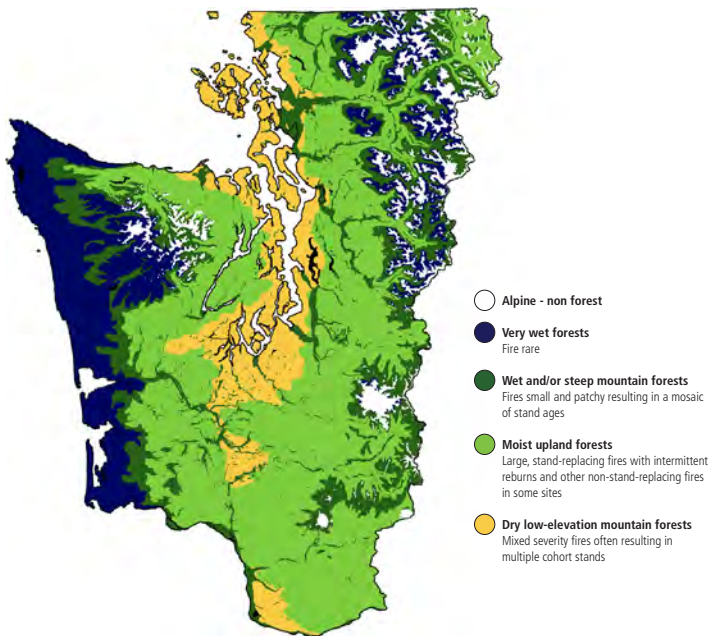 Alpine - non forest
Very wet forests
Fire rare
Wet and/or steep mountain forests
Fires small and patchy resulting in a mosaic
of stand ages
Moist upland forests
Large, stand-replacing fires with intermittent
reburns and other non-stand-replacing fires
in some sites
Dry low-elevation mountain forests
Mixed severity fires often resulting in
multiple cohort stands